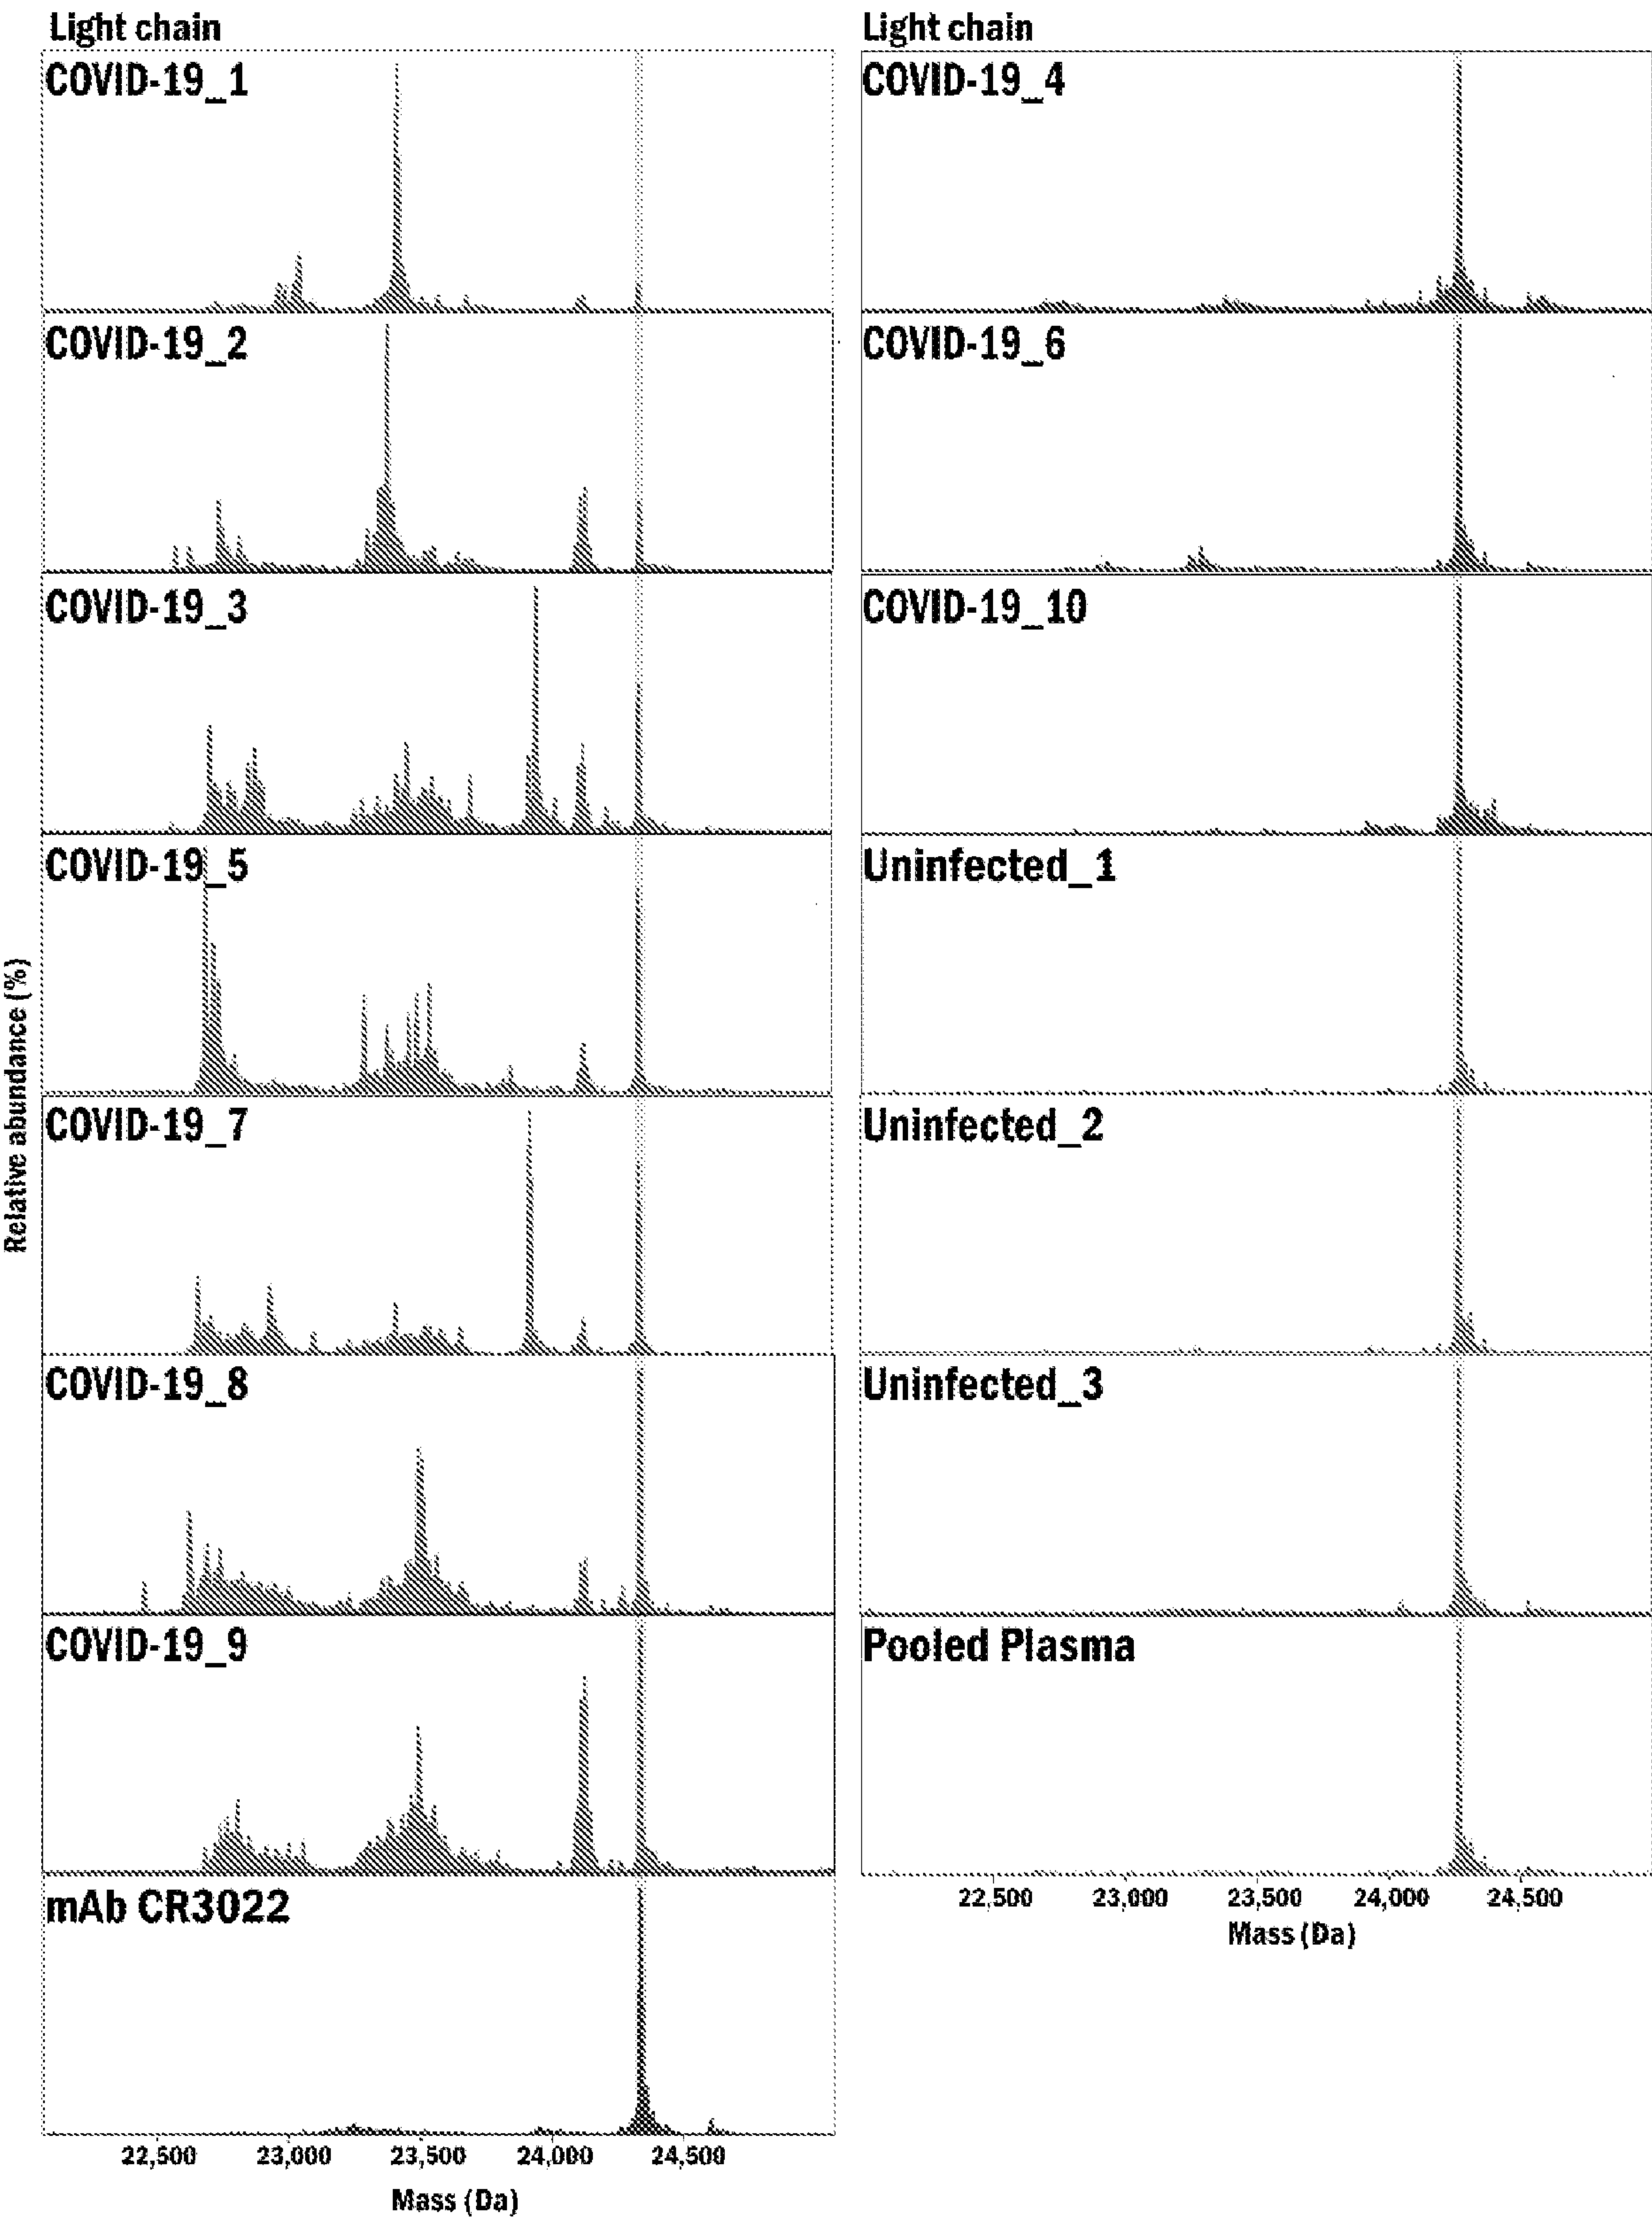 Light chain
COVID-19_1
COVID-19_2
COVID-19_3
COVID-19_5
COVID-19_7
COVID-19_8
COVID-19_9
mAb CR3022
22,500 23,000 23,500 24,000 24,500
Mass (Da)
Relative abundance (%)
Light chain
COVID-19_4
COVID-19_6
COVID-19_10
Uninfected_1
Uninfected_2
Uninfected_3
Pooled Plasma
22,500 23,000 23,500 24,000 24,500
Mass (Da)